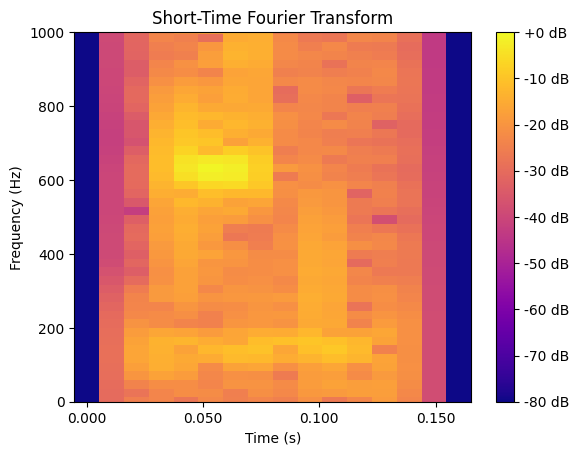 Short-Time Fourier Transform
1000
800
600
400
200
0
Frequency (Hz)
0.000
0.050
0.100
0.150
Time (s)
+0 dB
-10 dB
-20 dB
-30 dB
-40 dB
-50 dB
-60 dB
-70 dB
-80 dB